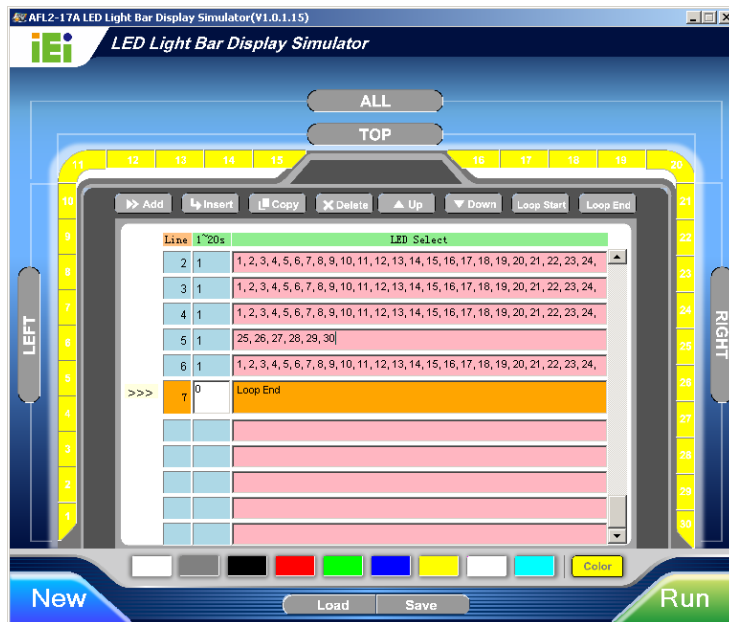 AFL2-17A LED Light Bar Display Simulator(V1.0.1.15)
iEi LED Light Bar Display Simulator
ALL
TOP
11 12 13 14 15 16 17 18 19 20
10 21
9 22
8 23
7 24
6 25
5 26
4 27
3 28
2 29
1 30
LEFT
RIGHT
Add Insert Copy Delete Up Down Loop Start Loop End
Line 1~20s LED Select
2 1 1, 2, 3, 4, 5, 6, 7, 8, 9, 10, 11, 12, 13, 14, 15, 16, 17, 18, 19, 20, 21, 22, 23, 24,
3 1 1, 2, 3, 4, 5, 6, 7, 8, 9, 10, 11, 12, 13, 14, 15, 16, 17, 18, 19, 20, 21, 22, 23, 24,
4 1 1, 2, 3, 4, 5, 6, 7, 8, 9, 10, 11, 12, 13, 14, 15, 16, 17, 18, 19, 20, 21, 22, 23, 24,
5 1 25, 26, 27, 28, 29, 30
6 1 1, 2, 3, 4, 5, 6, 7, 8, 9, 10, 11, 12, 13, 14, 15, 16, 17, 18, 19, 20, 21, 22, 23, 24,
>>> 7 0 Loop End
Color
New Load Save Run